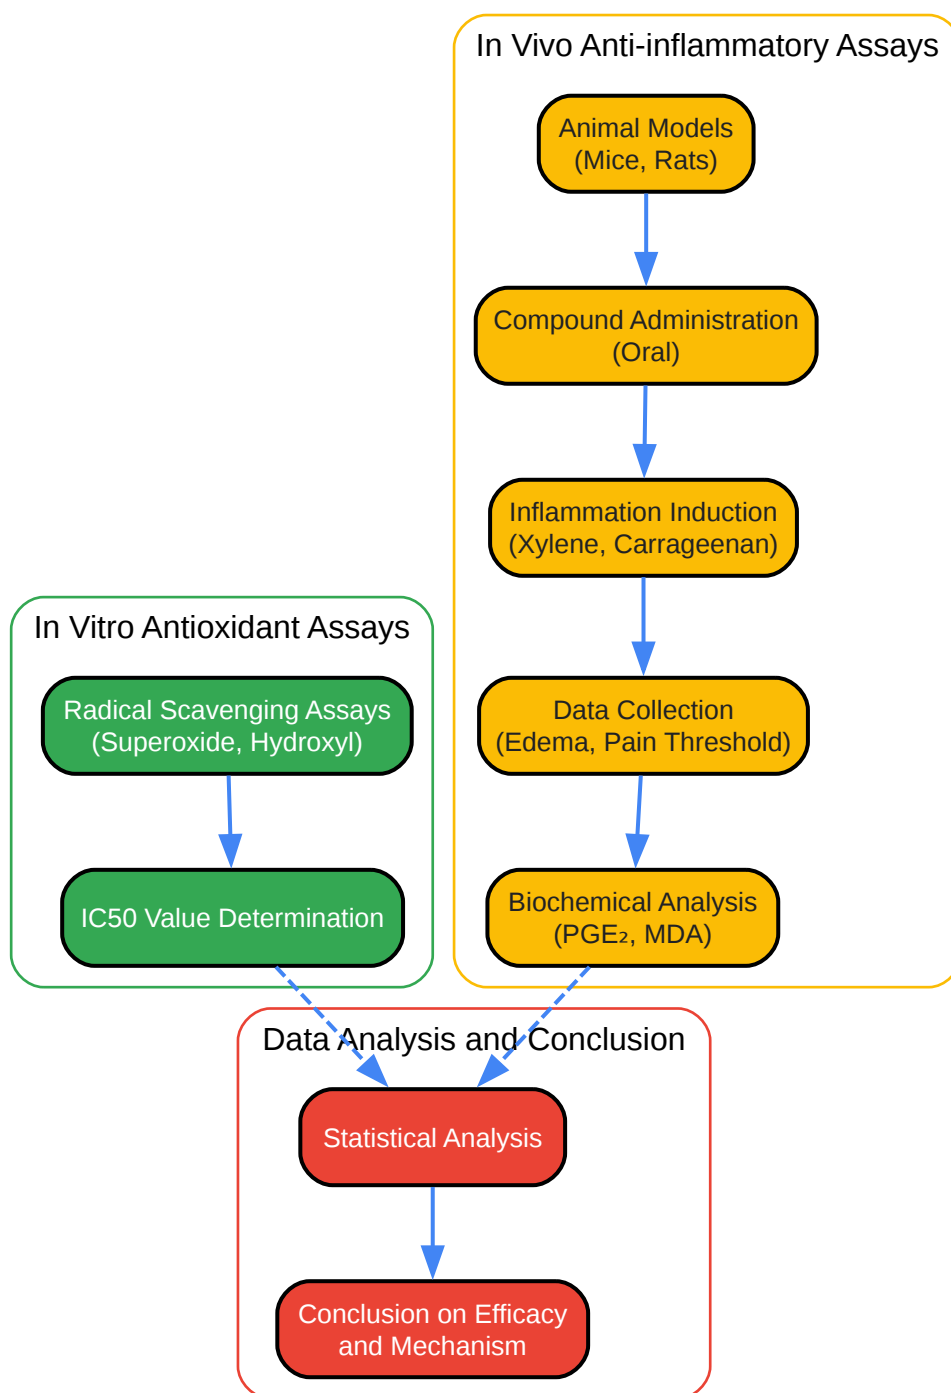 In Vivo Anti-inflammatory Assays
Animal Models
(Mice, Rats)
Compound Administration
(Oral)
Inflammation Induction
(Xylene, Carrageenan)
Data Collection
(Edema, Pain Threshold)
Biochemical Analysis
(PGE₂, MDA)
In Vitro Antioxidant Assays
Radical Scavenging Assays
(Superoxide, Hydroxyl)
IC50 Value Determination
Data Analysis and Conclusion
Statistical Analysis
Conclusion on Efficacy
and Mechanism